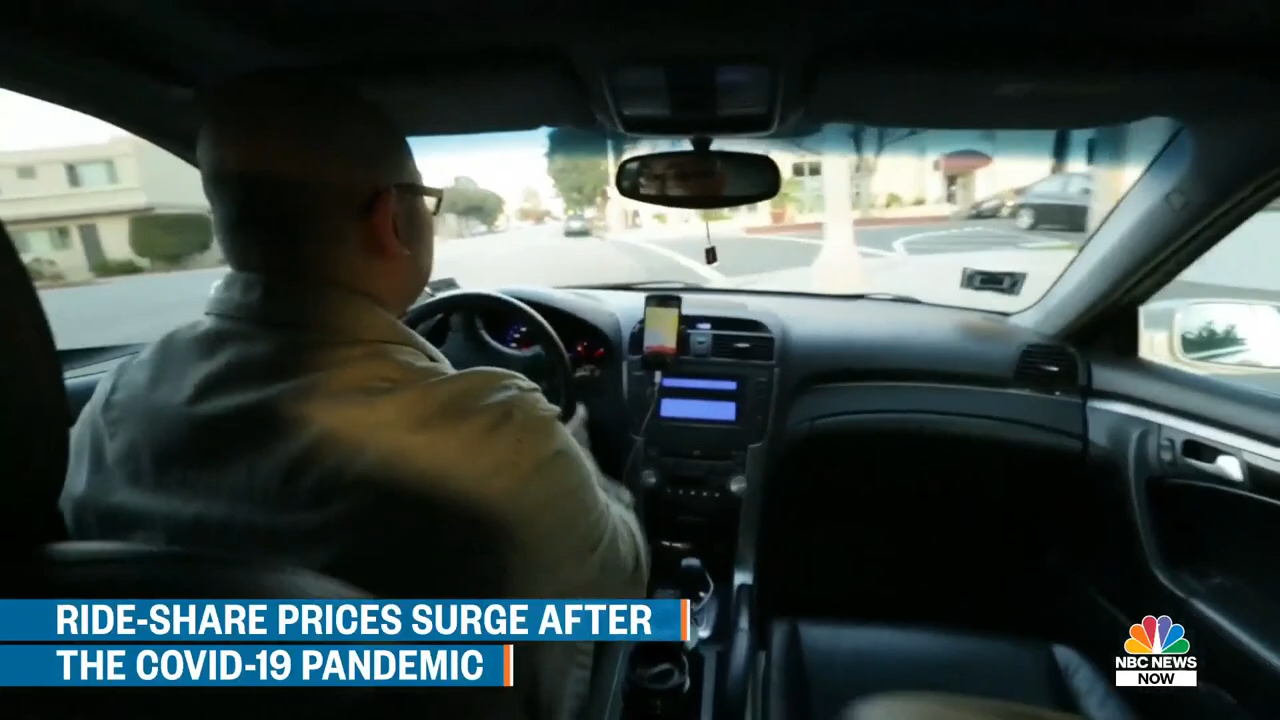 RIDE-SHARE PRICES SURGE AFTER
THE COVID-19 PANDEMIC
NBC NEWS
NOW